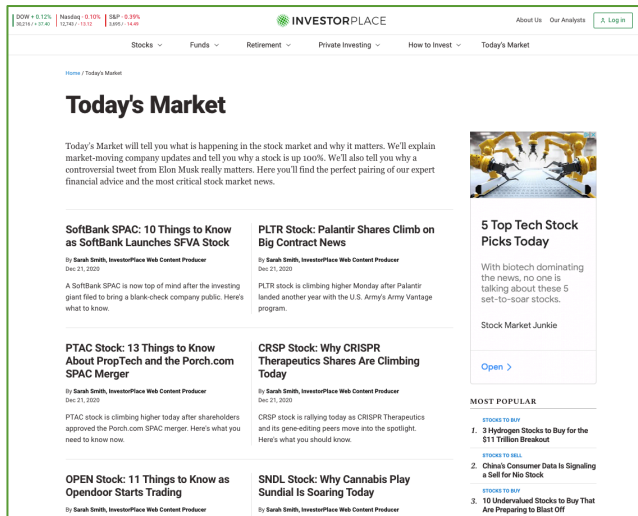 DOW + 0.12% Nasdaq - 0.10% S&P - 0.39%
30,216 / + 37.40 12,743 / - 13.12 3,695 / - 14.49
INVESTORPLACE
About Us Our Analysts Log in
Stocks Funds Retirement Private Investing How to Invest Today's Market
Home / Today's Market
Today's Market
Today's Market will tell you what is happening in the stock market and why it matters. We'll explain
market-moving company updates and tell you why a stock is up 100%. We'll also tell you why a
controversial tweet from Elon Musk really matters. Here you'll find the perfect pairing of our expert
financial advice and the most critical stock market news.
SoftBank SPAC: 10 Things to Know
as SoftBank Launches SFVA Stock
By Sarah Smith, InvestorPlace Web Content Producer
Dec 21, 2020
A SoftBank SPAC is now top of mind after the investing
giant filed to bring a blank-check company public. Here's
what to know.
PLTR Stock: Palantir Shares Climb on
Big Contract News
By Sarah Smith, InvestorPlace Web Content Producer
Dec 21, 2020
PLTR stock is climbing higher Monday after Palantir
landed another year with the U.S. Army's Army Vantage
program.
PTAC Stock: 13 Things to Know
About PropTech and the Porch.com
SPAC Merger
By Sarah Smith, InvestorPlace Web Content Producer
Dec 21, 2020
PTAC stock is climbing higher today after shareholders
approved the Porch.com SPAC merger. Here's what you
need to know now.
CRSP Stock: Why CRISPR
Therapeutics Shares Are Climbing
Today
By Sarah Smith, InvestorPlace Web Content Producer
Dec 21, 2020
CRSP stock is rallying today as CRISPR Therapeutics
and its gene-editing peers move into the spotlight.
Here's what you should know.
OPEN Stock: 11 Things to Know as
Opendoor Starts Trading
By Sarah Smith, InvestorPlace Web Content Producer
SNDL Stock: Why Cannabis Play
Sundial Is Soaring Today
By Sarah Smith, InvestorPlace Web Content Producer
5 Top Tech Stock
Picks Today
With biotech dominating
the news, no one is
talking about these 5
set-to-soar stocks.
Stock Market Junkie
Open >
MOST POPULAR
STOCKS TO BUY
1. 3 Hydrogen Stocks to Buy for the
$11 Trillion Breakout
STOCKS TO SELL
2. China's Consumer Data Is Signaling
a Sell for Nio Stock
STOCKS TO BUY
3. 10 Undervalued Stocks to Buy That
Are Preparing to Blast Off